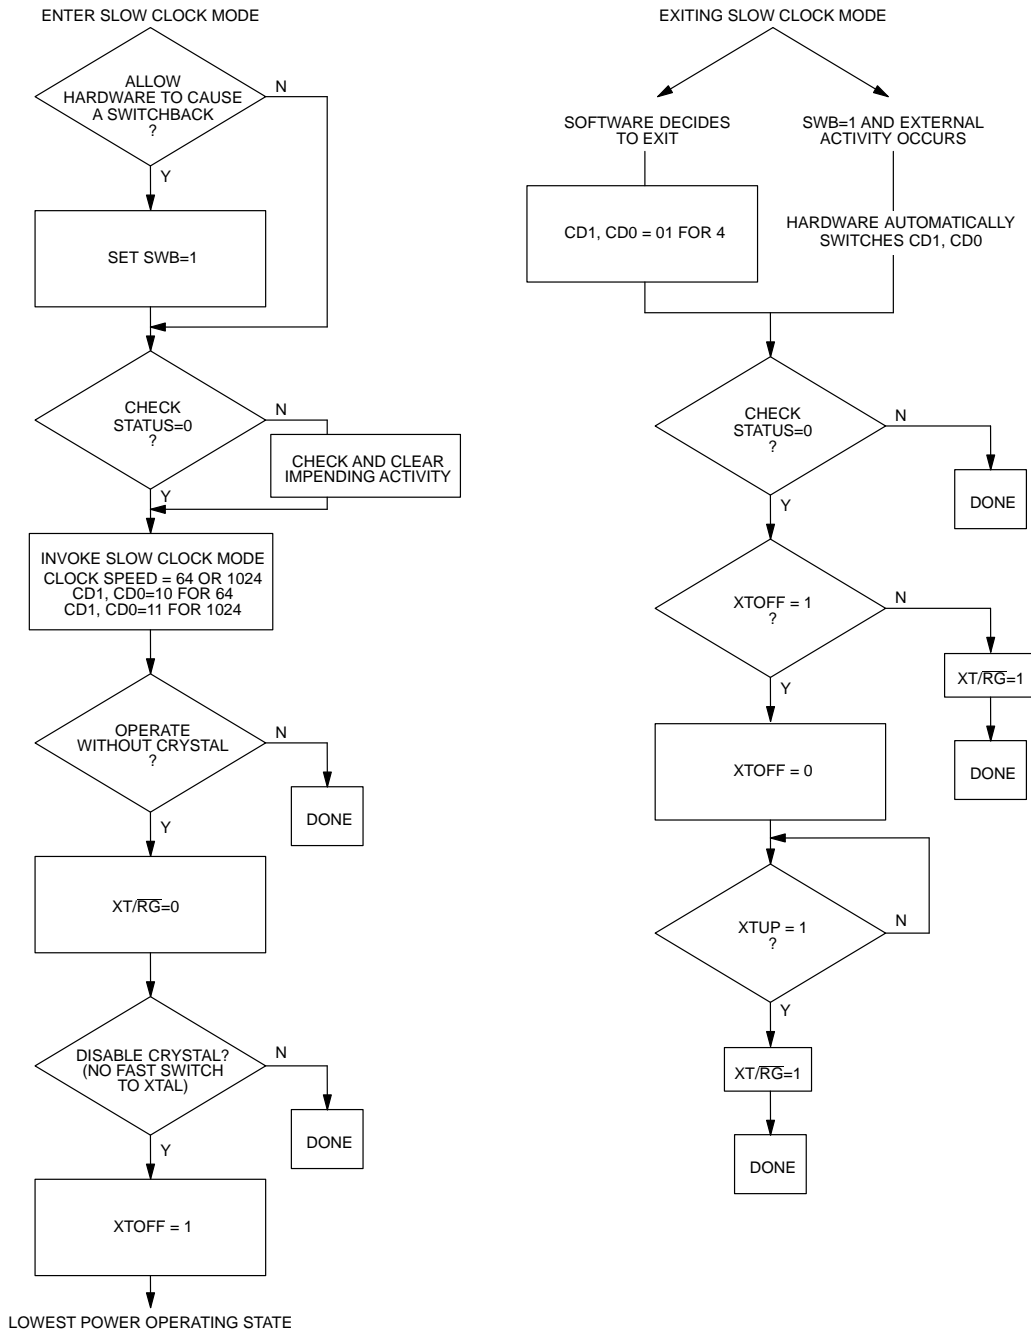 ENTER SLOW CLOCK MODE
ALLOW
HARDWARE TO CAUSE
A SWITCHBACK
?
N
Y
SET SWB=1
CHECK
STATUS=0
?
N
CHECK AND CLEAR
IMPENDING ACTIVITY
Y
INVOKE SLOW CLOCK MODE
CLOCK SPEED = 64 OR 1024
CD1, CD0=10 FOR 64
CD1, CD0=11 FOR 1024
OPERATE
WITHOUT CRYSTAL
?
N
DONE
Y
XT/R̅G̅=0
DISABLE CRYSTAL?
(NO FAST SWITCH
TO XTAL)
N
DONE
Y
XTOFF = 1
LOWEST POWER OPERATING STATE
EXITING SLOW CLOCK MODE
SOFTWARE DECIDES
TO EXIT
SWB=1 AND EXTERNAL
ACTIVITY OCCURS
CD1, CD0 = 01 FOR 4
HARDWARE AUTOMATICALLY
SWITCHES CD1, CD0
CHECK
STATUS=0
?
N
DONE
Y
XTOFF = 1
?
N
XT/R̅G̅=1
DONE
Y
XTOFF = 0
XTUP = 1
?
N
Y
XT/R̅G̅=1
DONE